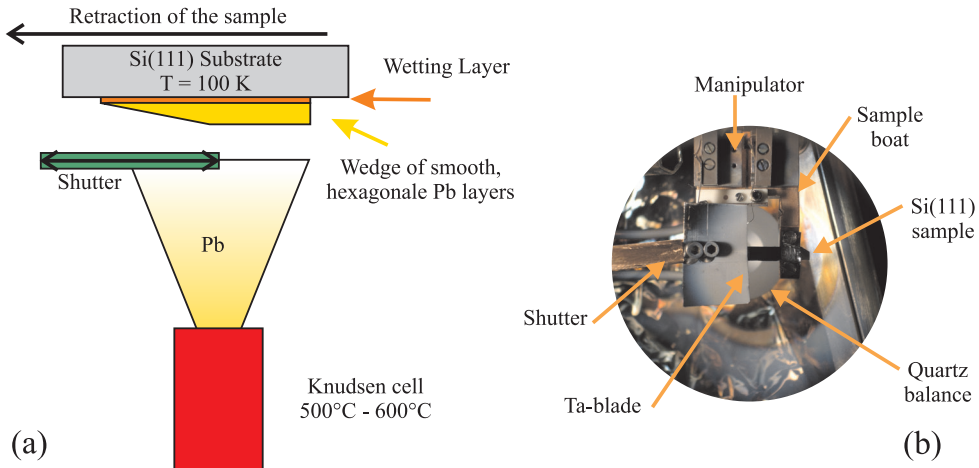 Retraction of the sample
Si(111) Substrate
T = 100 K
Wetting Layer
Wedge of smooth,
hexagonale Pb layers
Shutter
Pb
Knudsen cell
500°C - 600°C
(a)
Manipulator
Sample
boat
Si(111)
sample
Shutter
Ta-blade
Quartz
balance
(b)